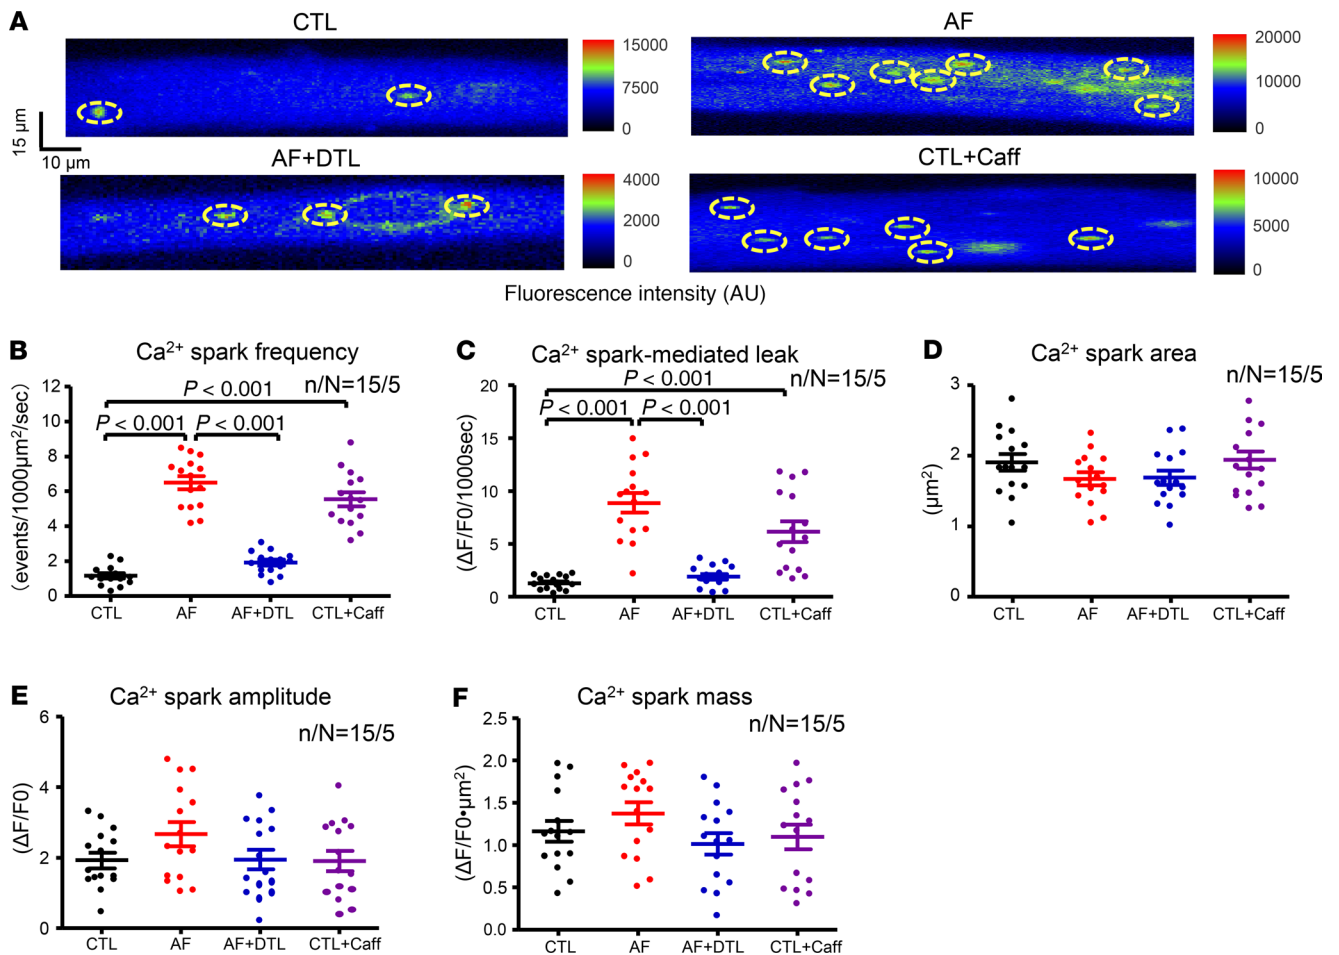 A
CTL
AF
15000
7500
0
20000
10000
0
15 µm
10 µm
AF+DTL
CTL+Caff
4000
2000
0
10000
5000
0
Fluorescence intensity (AU)
B
Ca2+ spark frequency
n/N=15/5
P < 0.001
P < 0.001
P < 0.001
(events/1000µm²/sec)
12
10
8
6
4
2
0
CTL
AF
AF+DTL
CTL+Caff
C
Ca2+ spark-mediated leak
n/N=15/5
P < 0.001
P < 0.001
P < 0.001
(ΔF/F0/1000sec)
20
15
10
5
0
CTL
AF
AF+DTL
CTL+Caff
D
Ca2+ spark area
n/N=15/5
(µm²)
3
2
1
0
CTL
AF
AF+DTL
CTL+Caff
E
Ca2+ spark amplitude
n/N=15/5
(ΔF/F0)
6
4
2
0
CTL
AF
AF+DTL
CTL+Caff
F
Ca2+ spark mass
n/N=15/5
(ΔF/F0•µm²)
2.5
2.0
1.5
1.0
0.5
0.0
CTL
AF
AF+DTL
CTL+Caff